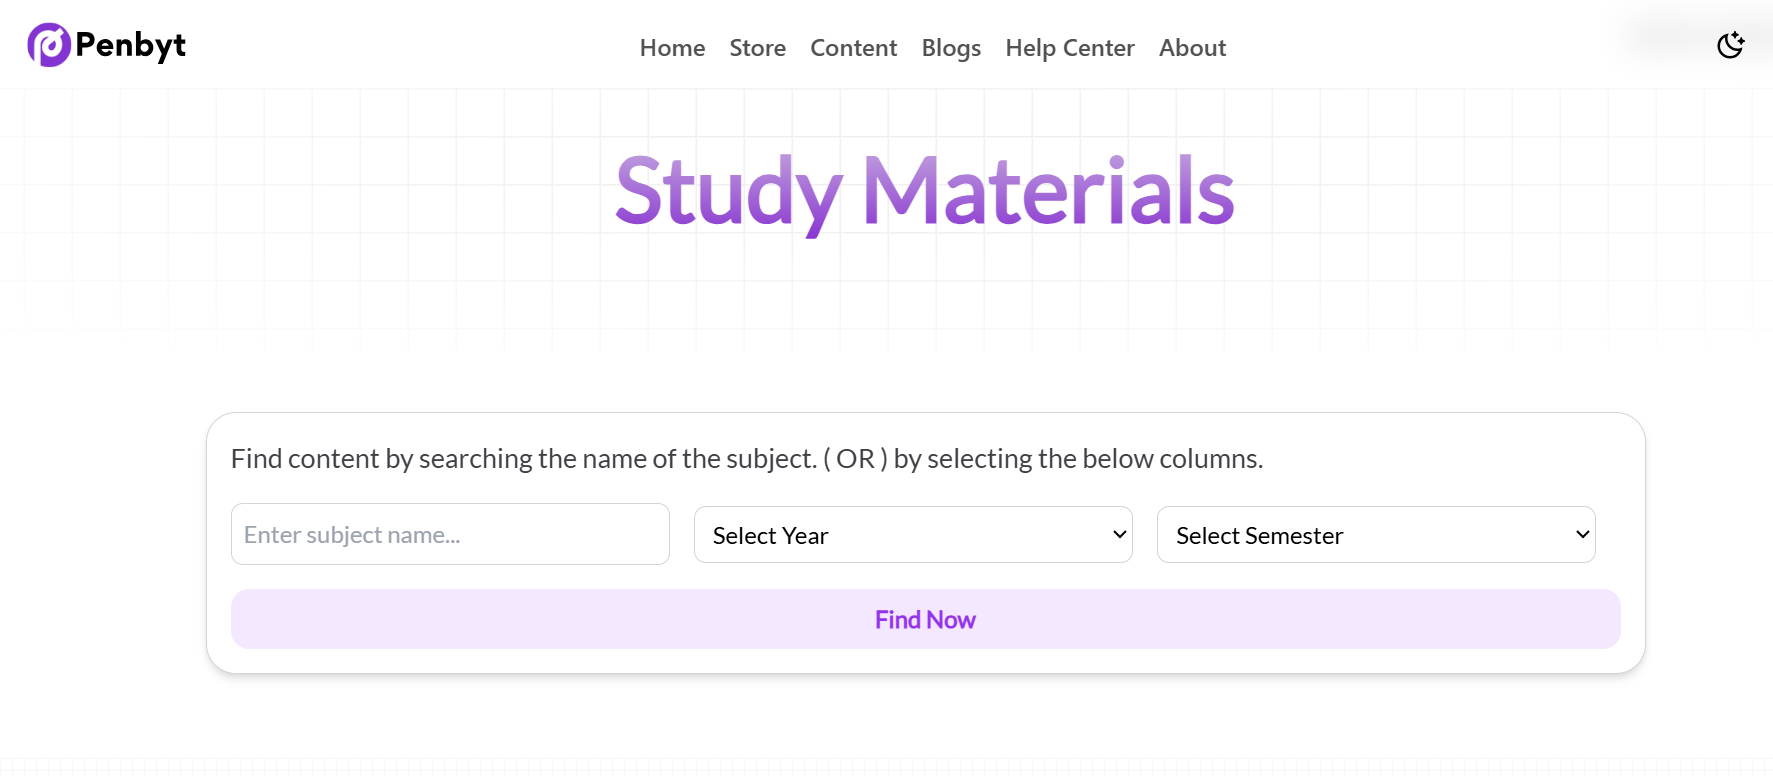 Penbyt
Home Store Content Blogs Help Center About
Study Materials
Find content by searching the name of the subject. ( OR ) by selecting the below columns.
Enter subject name... Select Year Select Semester
Find Now